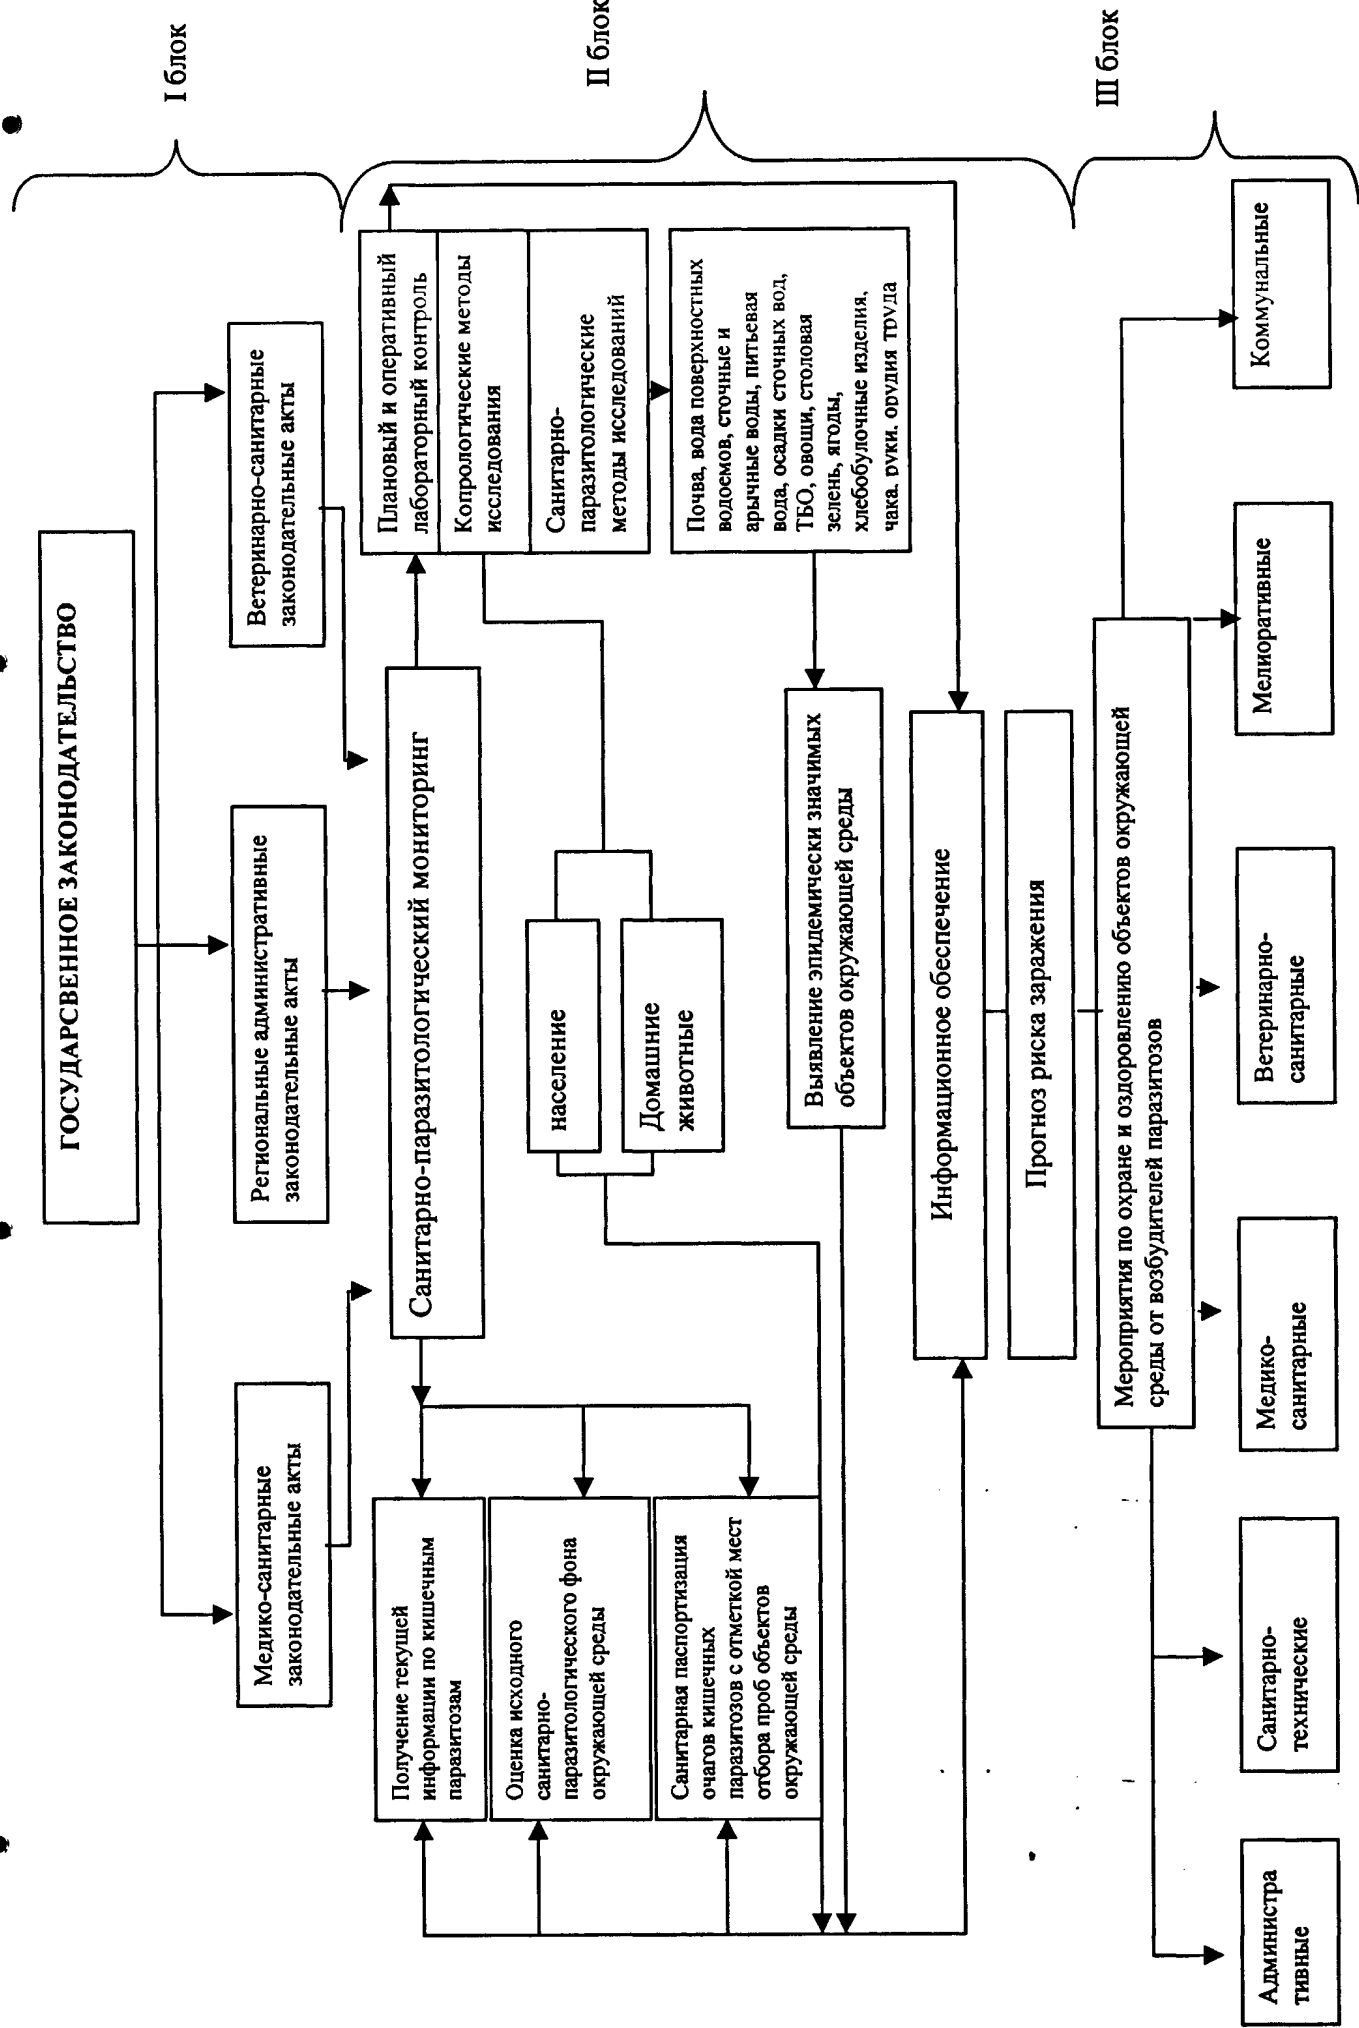 ГОСУДАРСВЕННОЕ ЗАКОНОДАТЕЛЬСТВО
I блок
Медико-санитарные
законодательные акты
Региональные административные
законодательные акты
Ветеринарно-санитарные
законодательные акты
II блок
Санитарно-паразитологический мониторинг
Получение текущей
информации по кишечным
паразитозам
Оценка исходного
санитарно-
паразитологического фона
окружающей среды
Санитарная паспортизация
очагов кишечных
паразитозов с отметкой мест
отбора проб объектов
окружающей среды
население
Домашние
животные
Плановый и оперативный
лабораторный контроль
Копрологические методы
исследования
Санитарно-
паразитологические
методы исследований
Почва, вода поверхностных
водоемов, сточные и
арычные воды, питьевая
вода, осадки сточных вод,
ТБО, овощи, столовая
зелень, ягоды,
хлебобулочные изделия,
чака, руки, орудия труда
Выявление эпидемически значимых
объектов окружающей среды
Информационное обеспечение
Прогноз риска заражения
III блок
Мероприятия по охране и оздоровлению объектов окружающей
среды от возбудителей паразитозов
Администра
тивные
Санитарно-
технические
Медико-
санитарные
Ветеринарно-
санитарные
Мелиоративные
Коммунальные